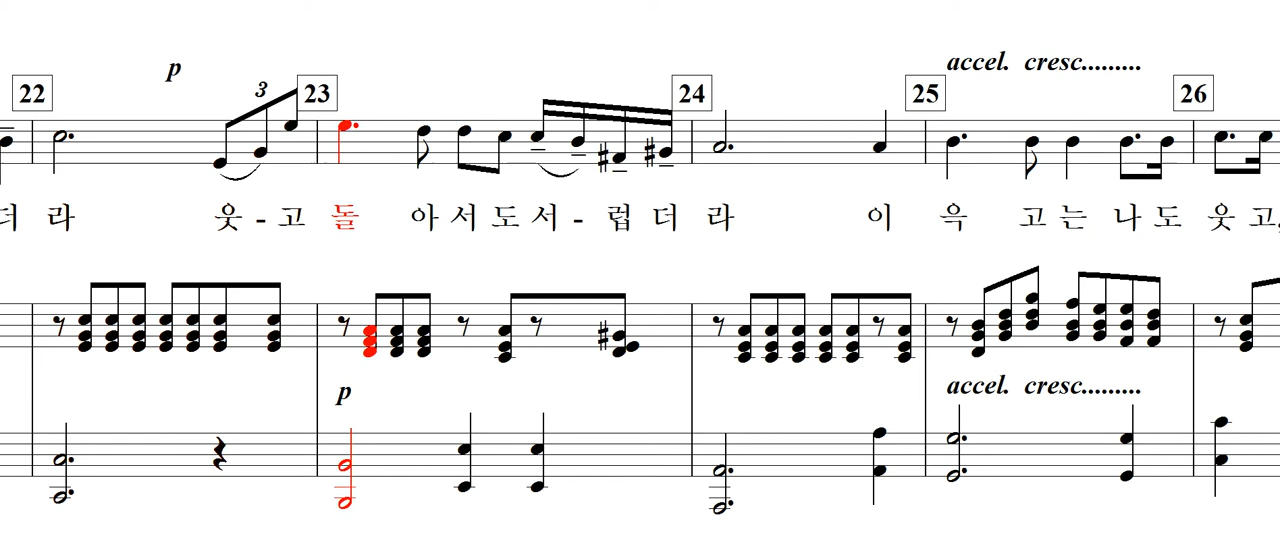 accel. cresc.........
p
22 3 23 24 25 26
더 라 웃 - 고 돌 아 서 도 서 - 럽 더 라 이 윽 고 는 나 도 웃 고,
p accel. cresc.........